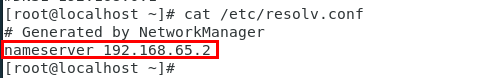 [root@localhost ~]# cat /etc/resolv.conf
# Generated by NetworkManager
nameserver 192.168.65.2
[root@localhost ~]#